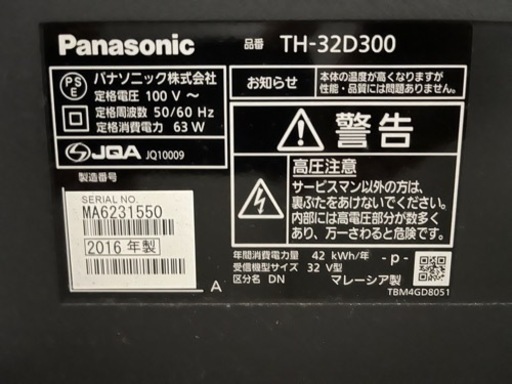 Panasonic 品番 TH-32D300
PS
E
パナソニック株式会社
定格電圧 100 V ～
定格周波数 50/60 Hz
定格消費電力 63 W
JQA JQ10009
製造番号
SERIAL NO.
MA6231550
2016 年製
A
お知らせ
本体の温度が高くなりますが
性能・品質には問題ありません。
警告
高圧注意
サービスマン以外の方は、
裏ぶたをあけないでください。
内部には高電圧部分が数多く
あり、万一さわると危険です。
年間消費電力量 42 kWh/年
受信機型サイズ 32 V型
区分名 DN
-p-
マレーシア製
TBM4GD8051